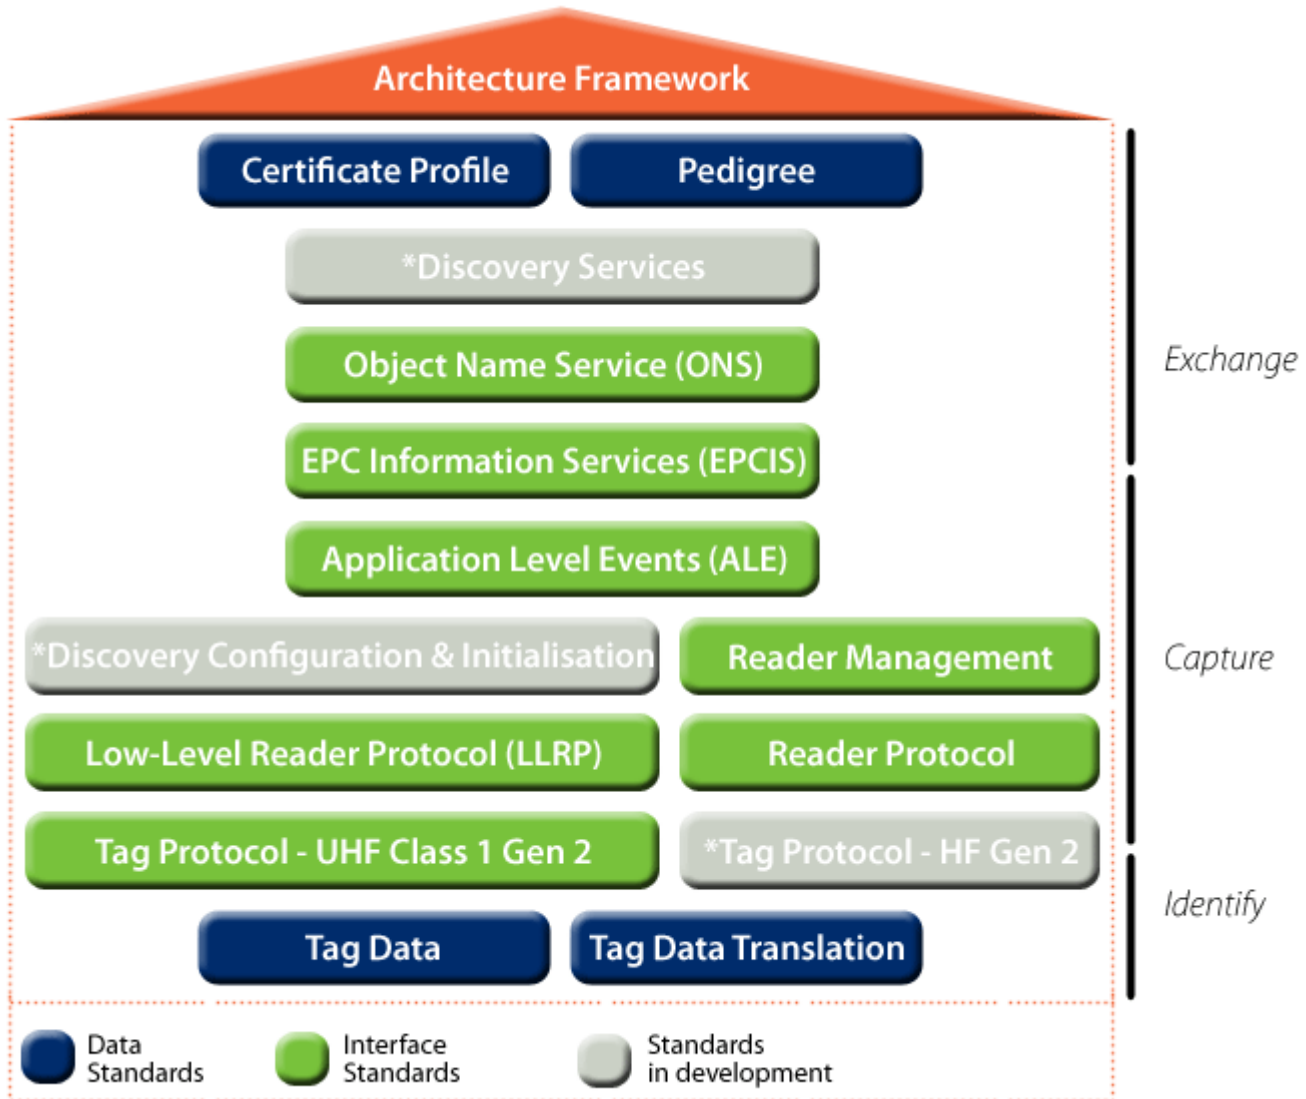 Architecture Framework
Certificate Profile
Pedigree
*Discovery Services
Object Name Service (ONS)
Exchange
EPC Information Services (EPCIS)
Application Level Events (ALE)
*Discovery Configuration & Initialisation
Reader Management
Capture
Low-Level Reader Protocol (LLRP)
Reader Protocol
Tag Protocol - UHF Class 1 Gen 2
*Tag Protocol - HF Gen 2
Identify
Tag Data
Tag Data Translation
Data
Standards
Interface
Standards
Standards
in development